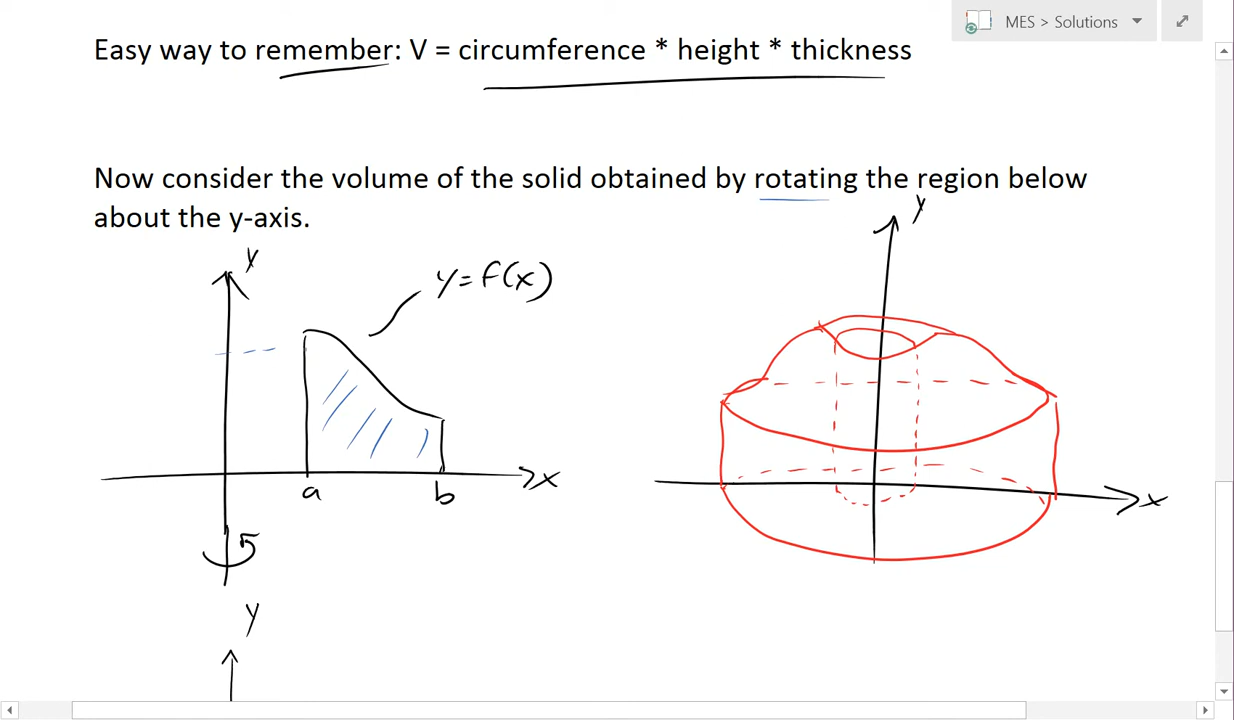 MES > Solutions
Easy way to remember: V = circumference * height * thickness
Now consider the volume of the solid obtained by rotating the region below
about the y-axis.
y
y = f(x)
a
b
x
y
y
x